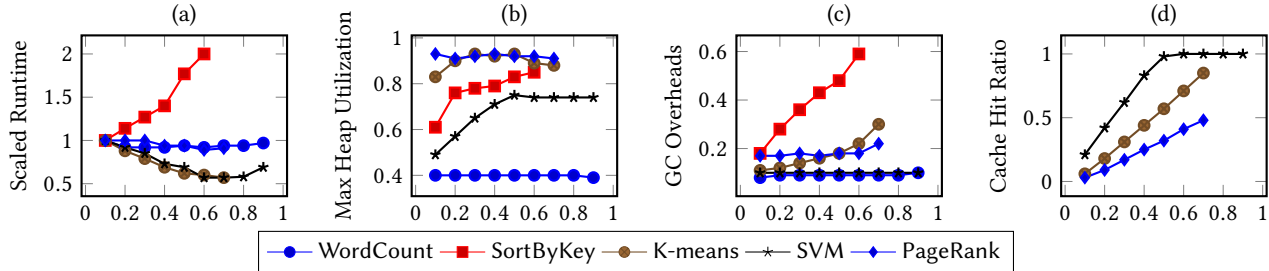 (a)
Scaled Runtime
2
1.5
1
0.5
0 0.2 0.4 0.6 0.8 1
(b)
Max Heap Utilization
1
0.8
0.6
0.4
0 0.2 0.4 0.6 0.8 1
(c)
GC Overheads
0.6
0.4
0.2
0 0.2 0.4 0.6 0.8 1
(d)
Cache Hit Ratio
1
0.5
0
0 0.2 0.4 0.6 0.8 1
WordCount SortByKey K-means SVM PageRank